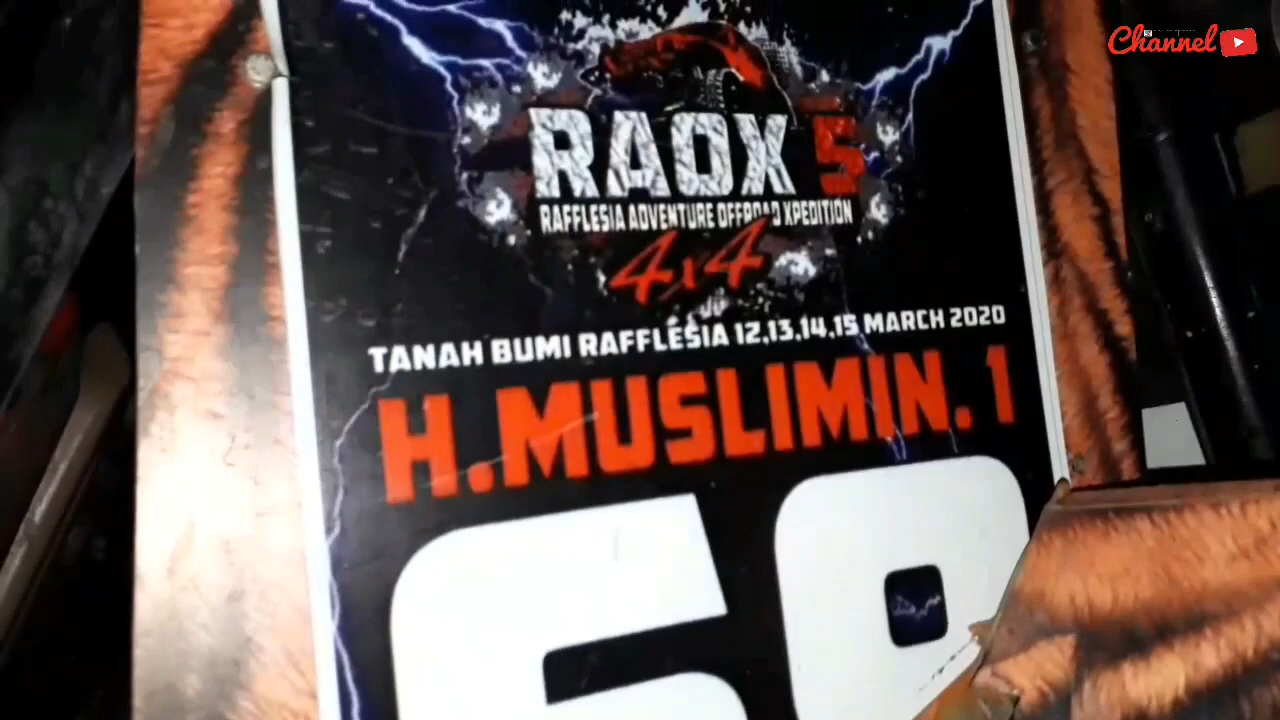 Channel
RAOX 5
RAFFLESIA ADVENTURE OFFROAD XPEDITION
4x4
TANAH BUMI RAFFLESIA 12,13,14,15 MARCH 2020
H.MUSLIMIN. 1